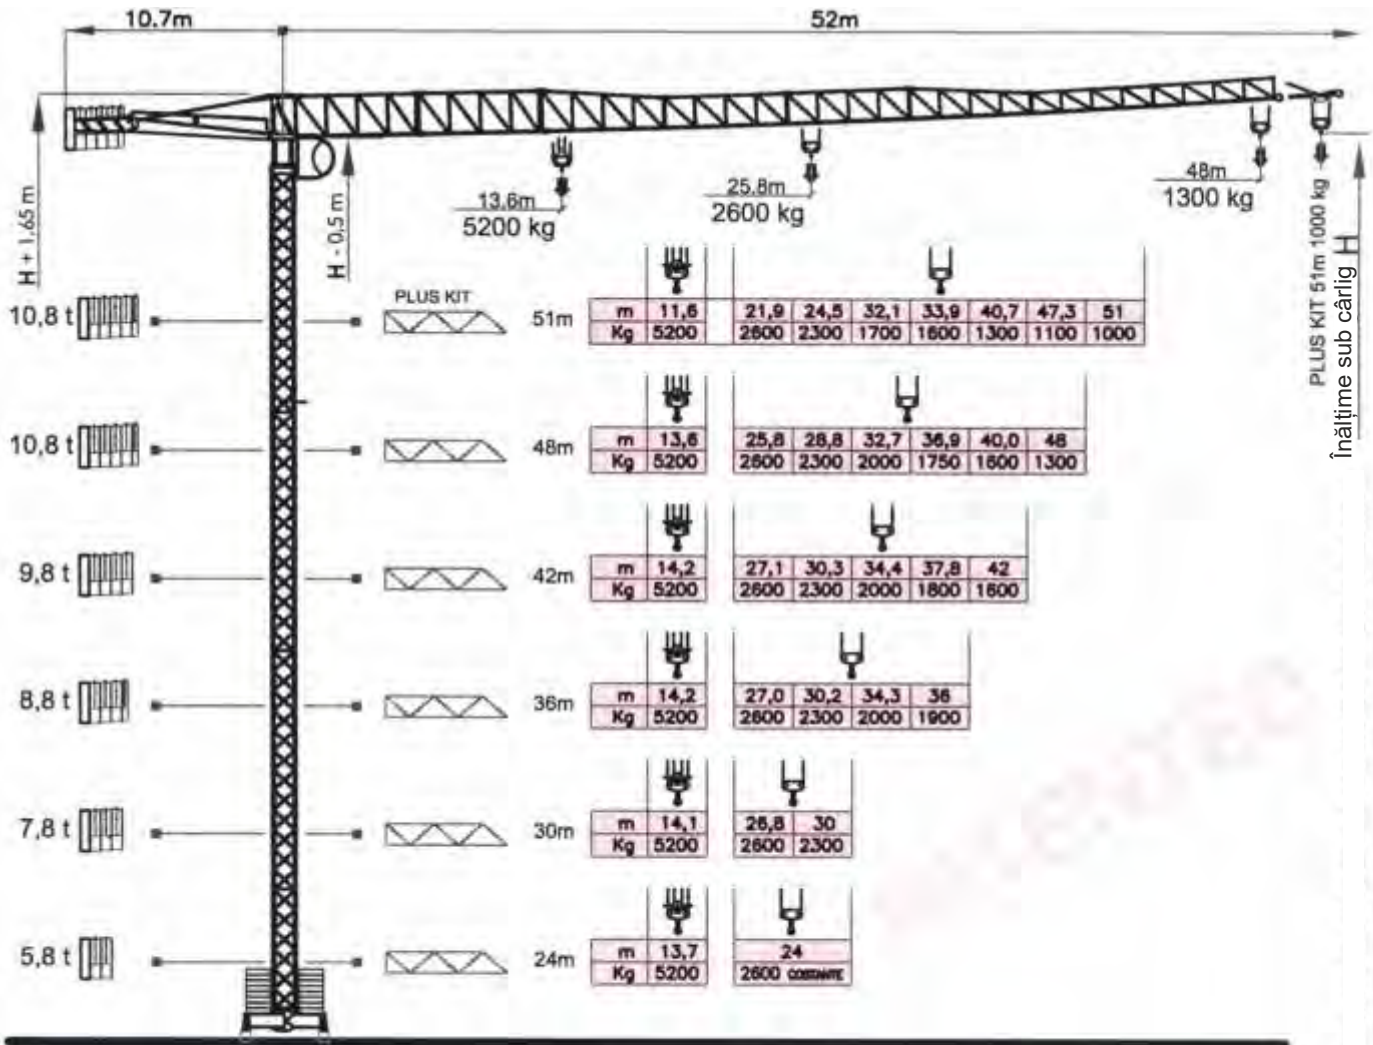 10.7m 52m
H + 1,65 m
H - 0,5 m
13.6m
5200 kg
25.8m
2600 kg
48m
1300 kg
PLUS KIT 51m 1000 kg
Înălțime sub cârlig H
10,8 t PLUS KIT 51m
m 11,6 21,9 24,5 32,1 33,9 40,7 47,3 51
Kg 5200 2600 2300 1700 1600 1300 1100 1000
10,8 t 48m
m 13,6 25,8 28,8 32,7 36,9 40,0 48
Kg 5200 2600 2300 2000 1750 1600 1300
9,8 t 42m
m 14,2 27,1 30,3 34,4 37,8 42
Kg 5200 2600 2300 2000 1800 1600
8,8 t 36m
m 14,2 27,0 30,2 34,3 36
Kg 5200 2600 2300 2000 1900
7,8 t 30m
m 14,1 26,8 30
Kg 5200 2600 2300
5,8 t 24m
m 13,7 24
Kg 5200 2600 COSTANTE